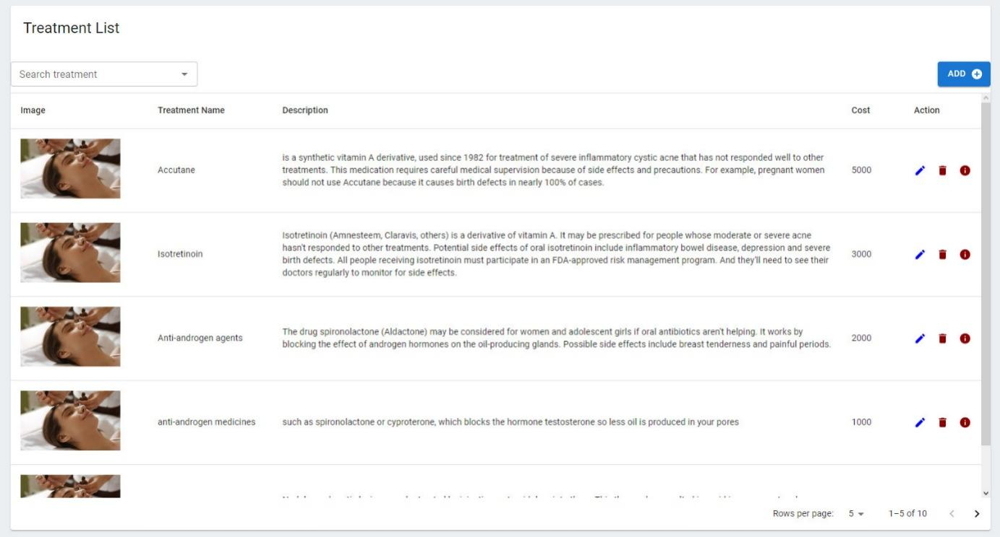 Treatment List
Search treatment
ADD
Image Treatment Name Description Cost Action
Accutane
is a synthetic vitamin A derivative, used since 1982 for treatment of severe inflammatory cystic acne that has not responded well to other
treatments. This medication requires careful medical supervision because of side effects and precautions. For example, pregnant women
should not use Accutane because it causes birth defects in nearly 100% of cases.
5000
Isotretinoin
Isotretinoin (Amnesteem, Claravis, others) is a derivative of vitamin A. It may be prescribed for people whose moderate or severe acne
hasn't responded to other treatments. Potential side effects of oral isotretinoin include inflammatory bowel disease, depression and severe
birth defects. All people receiving isotretinoin must participate in an FDA-approved risk management program. And they'll need to see their
doctors regularly to monitor for side effects.
3000
Anti-androgen agents
The drug spironolactone (Aldactone) may be considered for women and adolescent girls if oral antibiotics aren't helping. It works by
blocking the effect of androgen hormones on the oil-producing glands. Possible side effects include breast tenderness and painful periods.
2000
anti-androgen medicines
such as spironolactone or cyproterone, which blocks the hormone testosterone so less oil is produced in your pores
1000
Rows per page: 5 1–5 of 10